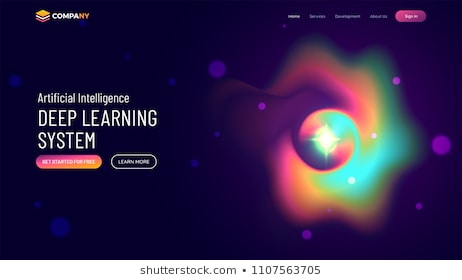 COMPANY
Home Services Development About Us Sign in
Artificial Intelligence
DEEP LEARNING
SYSTEM
GET STARTED FOR FREE LEARN MORE
shutterstock.com • 1107563705